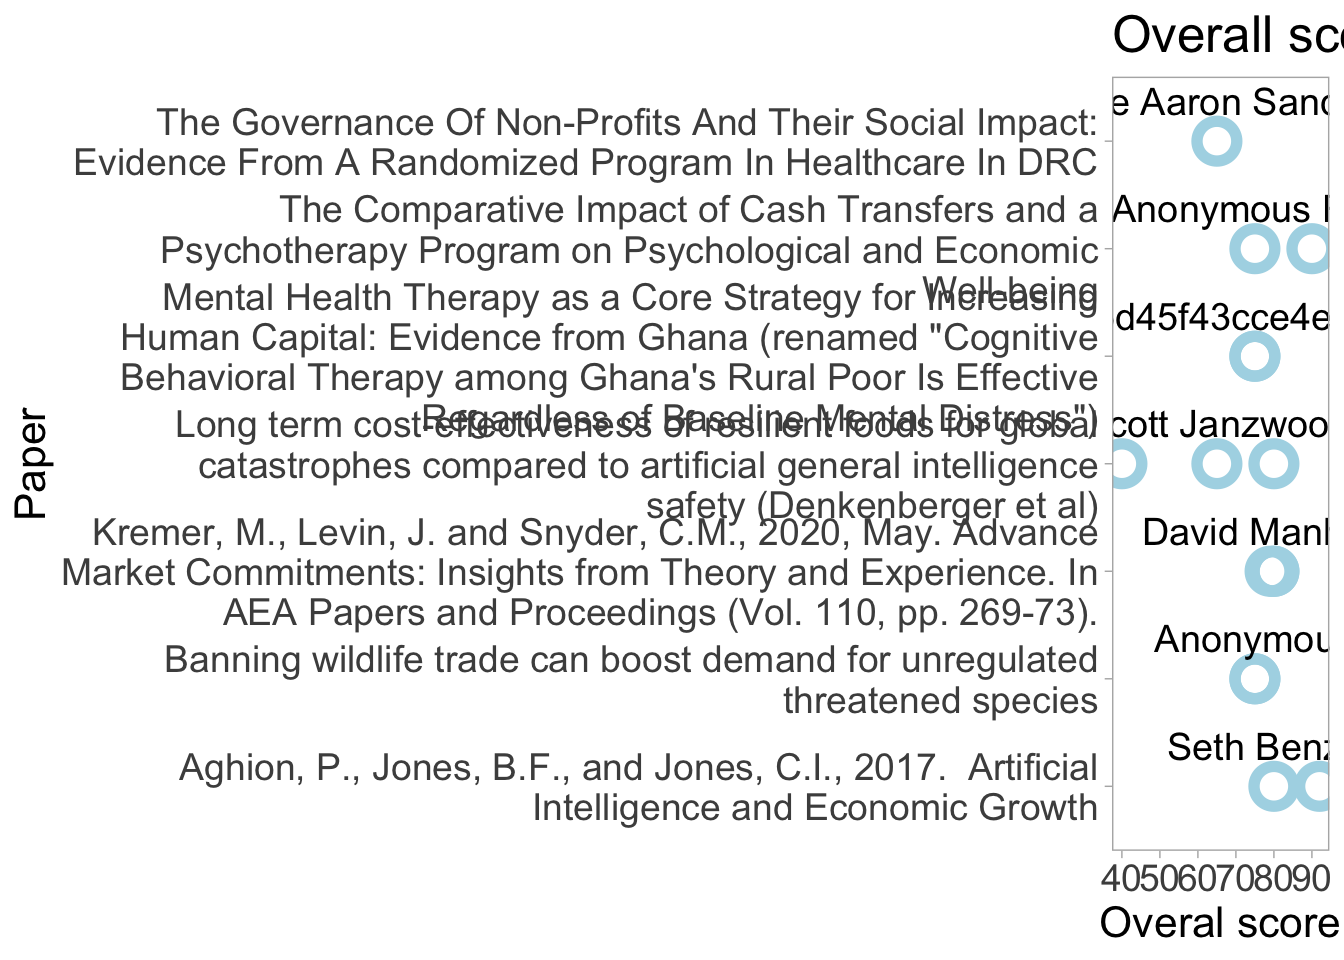 Overall sco
The Governance Of Non-Profits And Their Social Impact:
Evidence From A Randomized Program In Healthcare In DRC
The Comparative Impact of Cash Transfers and a
Psychotherapy Program on Psychological and Economic
Well-being
Mental Health Therapy as a Core Strategy for Increasing
Human Capital: Evidence from Ghana (renamed "Cognitive
Behavioral Therapy among Ghana's Rural Poor Is Effective
Regardless of Baseline Mental Distress")
Long term cost-effectiveness of resilient foods for global
catastrophes compared to artificial general intelligence
safety (Denkenberger et al)
Kremer, M., Levin, J. and Snyder, C.M., 2020, May. Advance
Market Commitments: Insights from Theory and Experience. In
AEA Papers and Proceedings (Vol. 110, pp. 269-73).
Banning wildlife trade can boost demand for unregulated
threatened species
Aghion, P., Jones, B.F., and Jones, C.I., 2017.  Artificial
Intelligence and Economic Growth
Paper
e Aaron Sand
Anonymous
d45f43cce4e
cott Janzwoo
David Manh
Anonymou
Seth Benz
40 50 60 70 80 90
Overal score